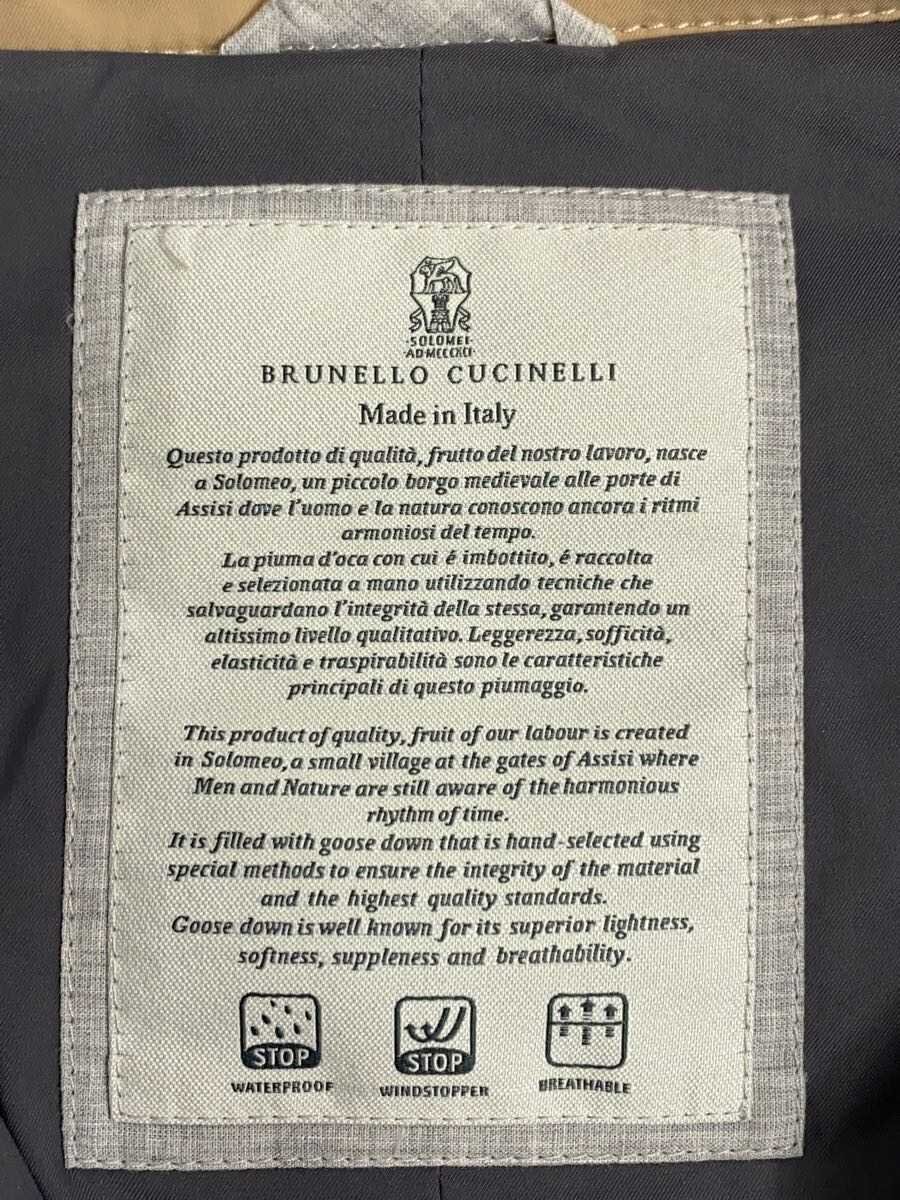 ·SOLOMEI·
·AD·MCCCXCI·
BRUNELLO CUCINELLI
Made in Italy
Questo prodotto di qualità, frutto del nostro lavoro, nasce
a Solomeo, un piccolo borgo medievale alle porte di
Assisi dove l'uomo e la natura conoscono ancora i ritmi
armoniosi del tempo.
La piuma d'oca con cui é imbottito, é raccolta
e selezionata a mano utilizzando tecniche che
salvaguardano l'integrità della stessa, garantendo un
altissimo livello qualitativo. Leggerezza, sofficità,
elasticità e traspirabilità sono le caratteristiche
principali di questo piumaggio.
This product of quality, fruit of our labour is created
in Solomeo, a small village at the gates of Assisi where
Men and Nature are still aware of the harmonious
rhythm of time.
It is filled with goose down that is hand-selected using
special methods to ensure the integrity of the material
and the highest quality standards.
Goose down is well known for its superior lightness,
softness, suppleness and breathability.
STOP STOP
WATERPROOF WINDSTOPPER BREATHABLE